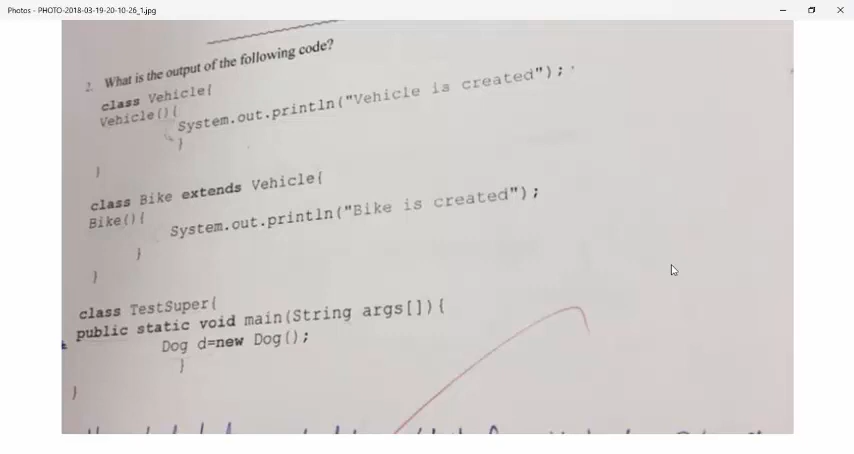 Photos - PHOTO-2018-03-19-20-10-26_1.jpg
2. What is the output of the following code?
class Vehicle{
Vehicle(){
System.out.println("Vehicle is created");
}
}
class Bike extends Vehicle{
Bike(){
System.out.println("Bike is created");
}
}
class TestSuper{
public static void main(String args[]){
Dog d=new Dog();
}
}